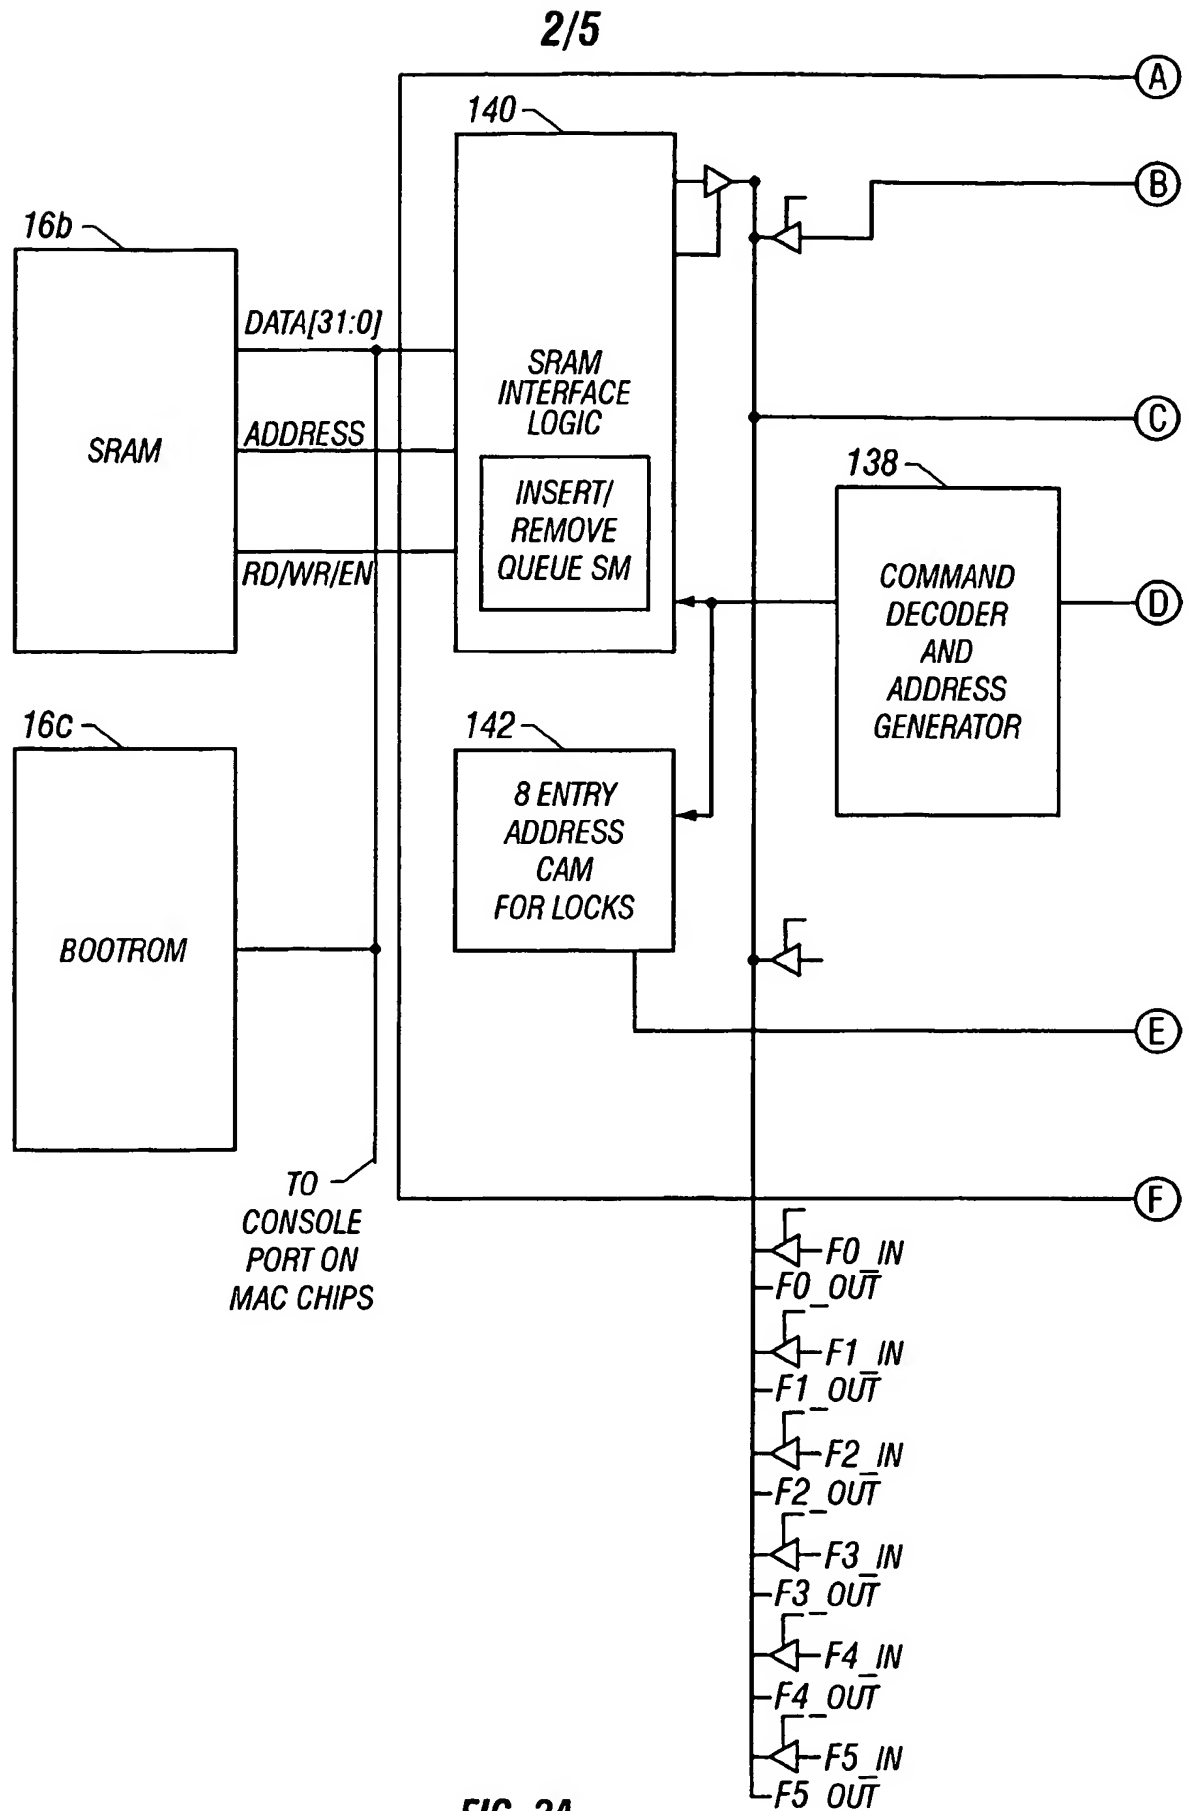 2/5
A
140
B
16b
DATA[31:0]
SRAM
INTERFACE
LOGIC
C
ADDRESS
SRAM
138
INSERT/
REMOVE
QUEUE SM
RD/WR/EN
COMMAND
DECODER
AND
ADDRESS
GENERATOR
D
16c
142
8 ENTRY
ADDRESS
CAM
FOR LOCKS
BOOTROM
E
TO
CONSOLE
PORT ON
MAC CHIPS
F
F0_IN
F0_OUT
F1_IN
F1_OUT
F2_IN
F2_OUT
F3_IN
F3_OUT
F4_IN
F4_OUT
F5_IN
F5_OUT